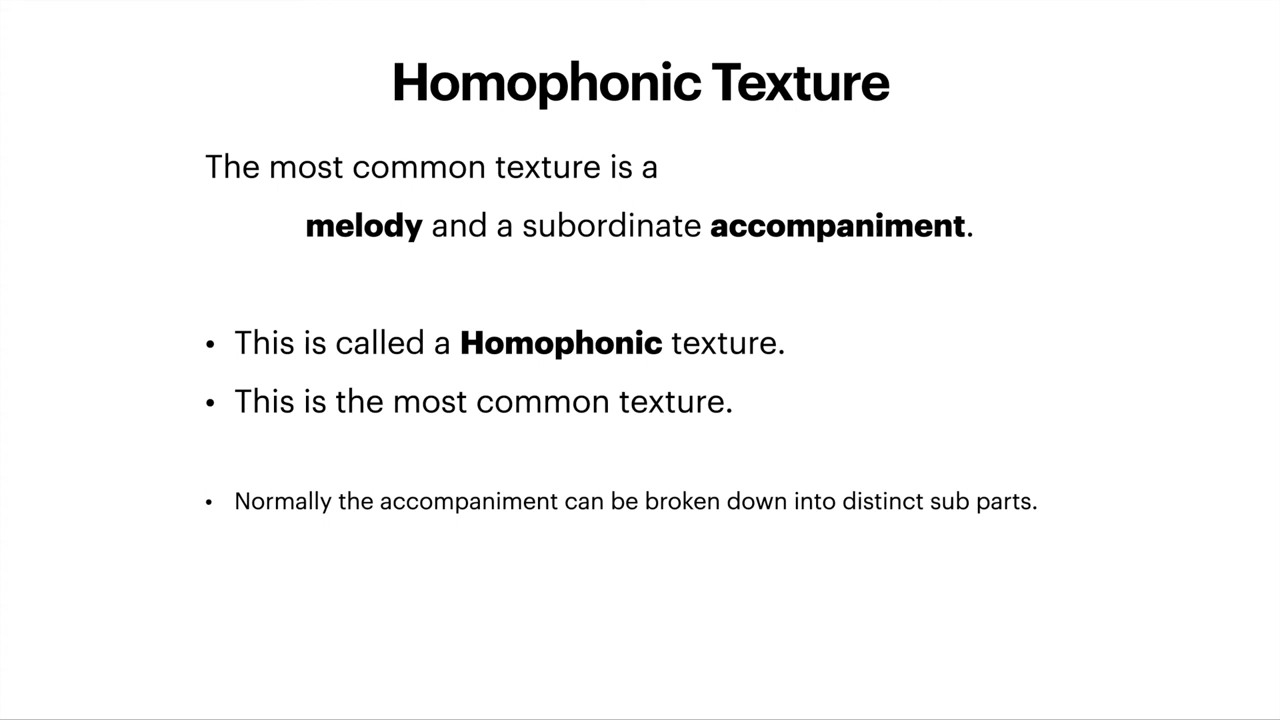 Homophonic Texture
The most common texture is a
melody and a subordinate accompaniment.
• This is called a Homophonic texture.
• This is the most common texture.
• Normally the accompaniment can be broken down into distinct sub parts.